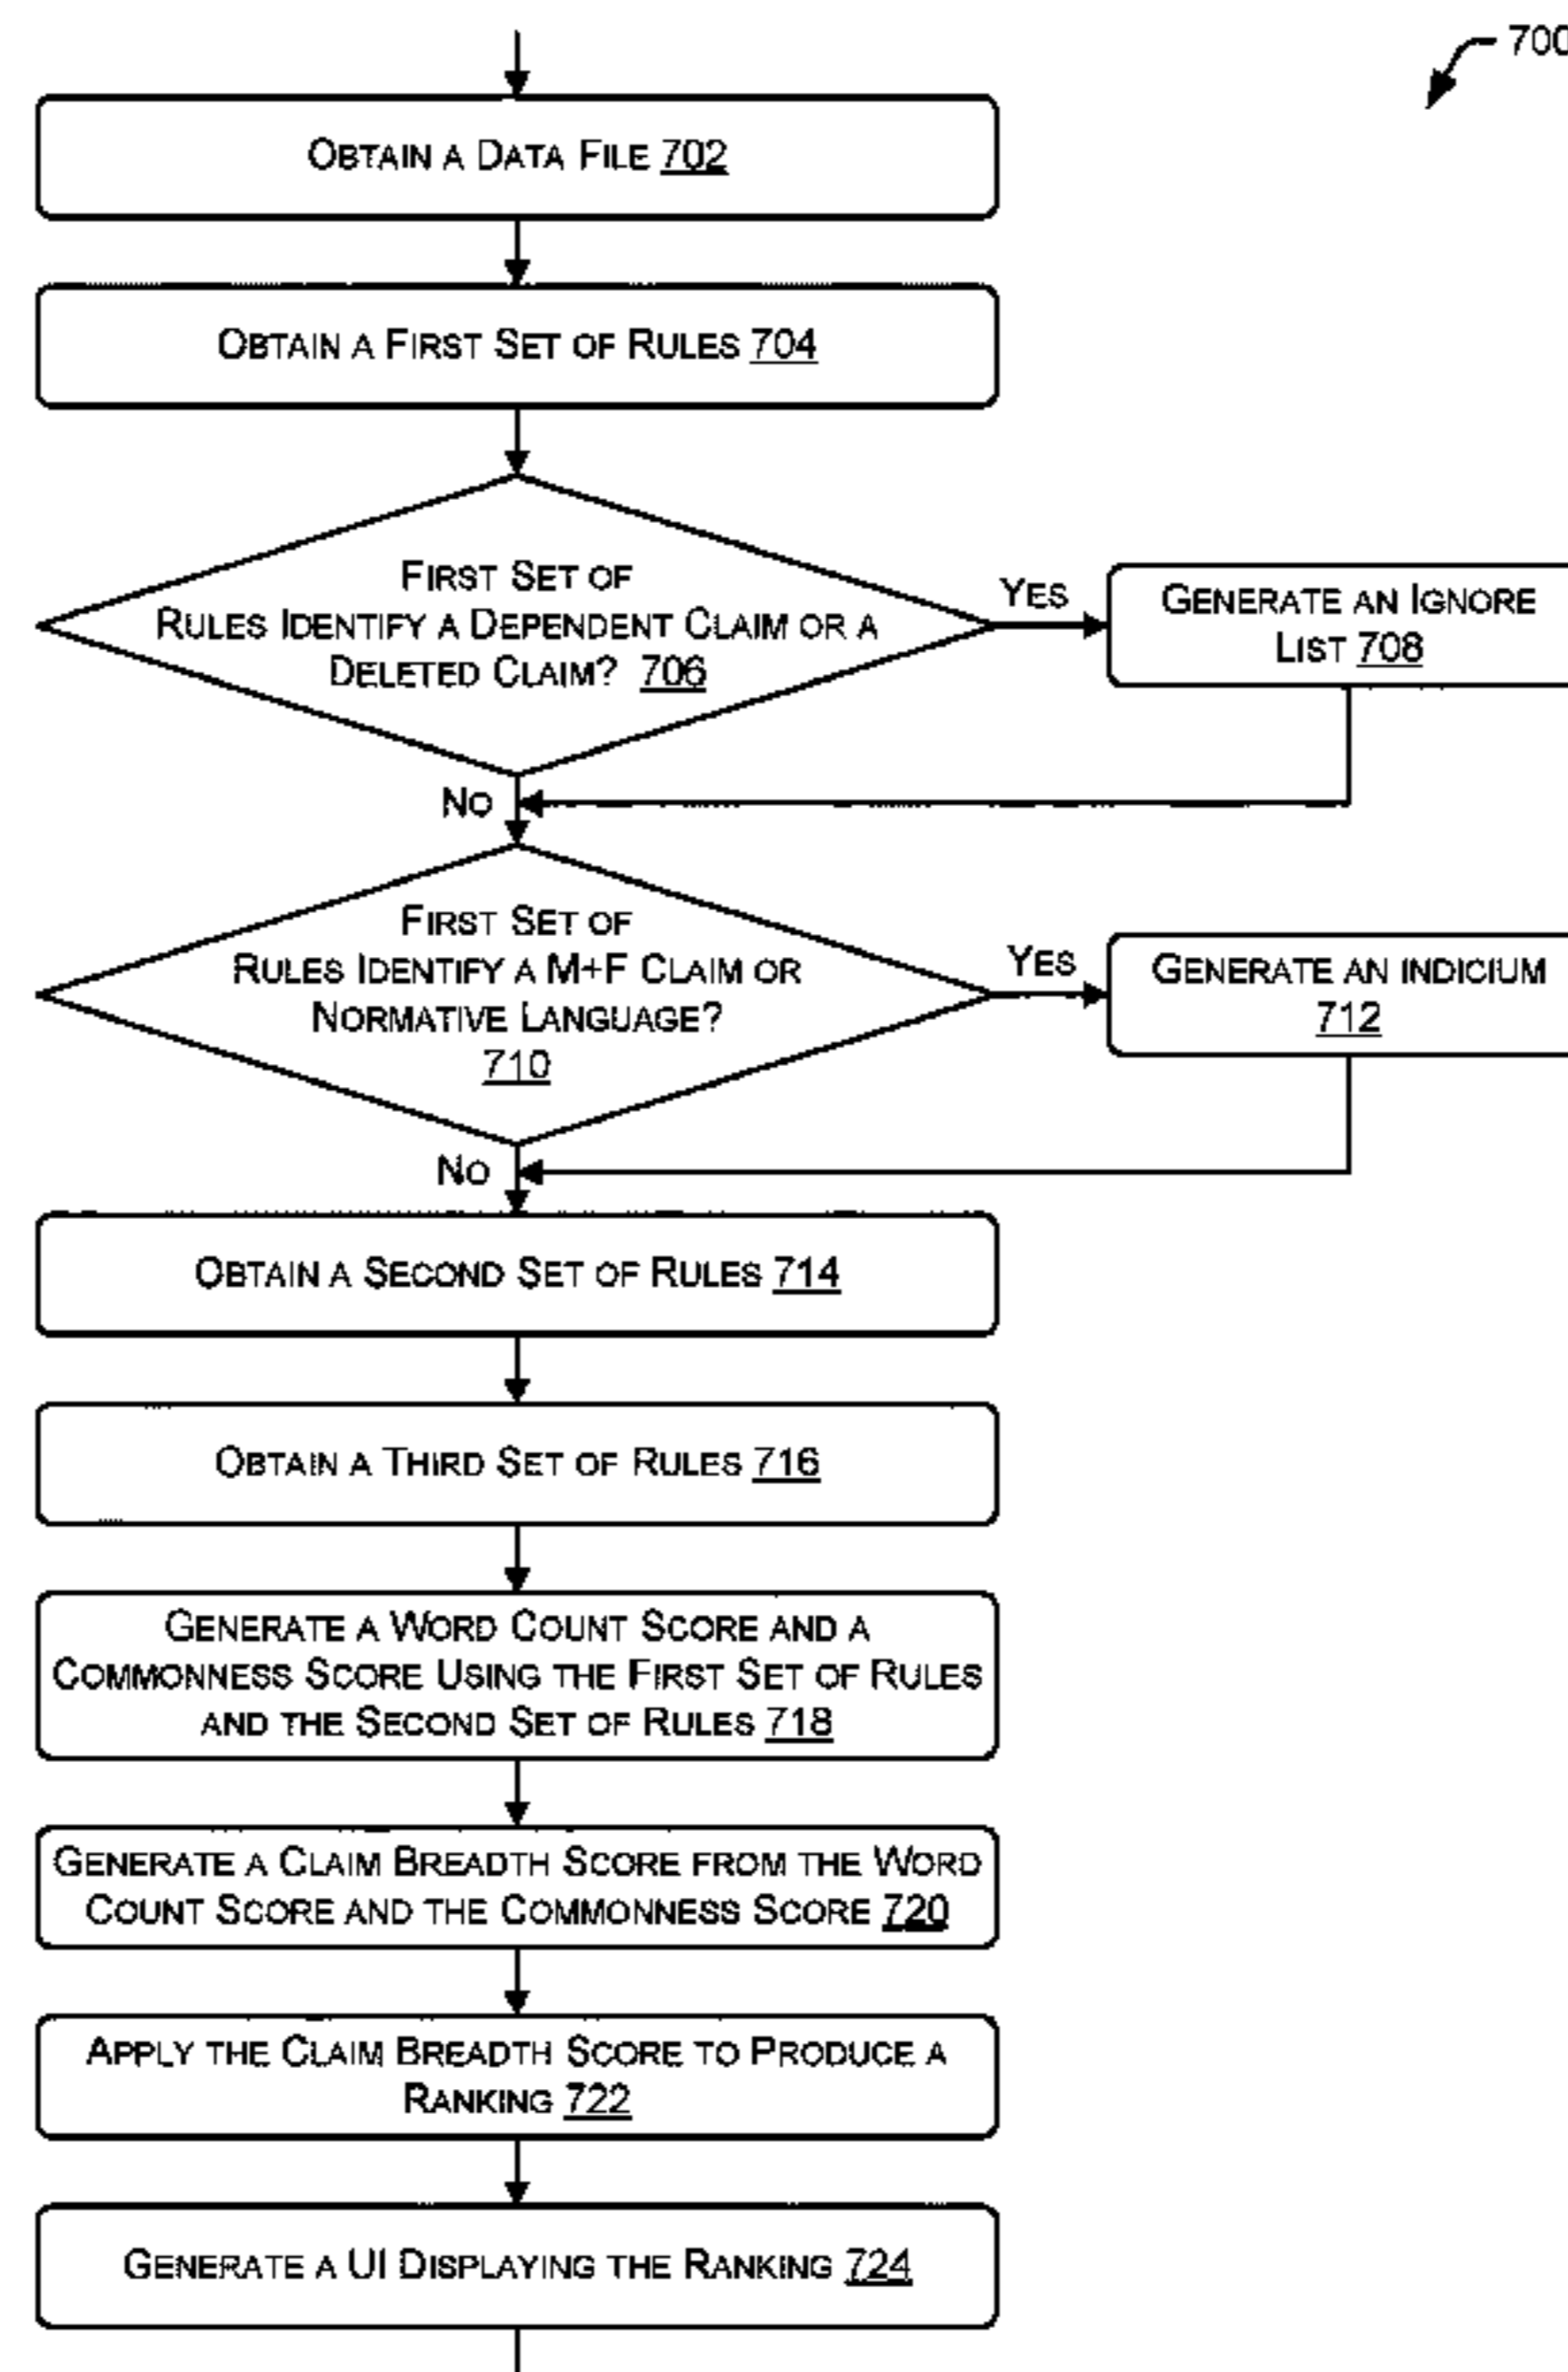 700
OBTAIN A DATA FILE 702
OBTAIN A FIRST SET OF RULES 704
FIRST SET OF
RULES IDENTIFY A DEPENDENT CLAIM OR A
DELETED CLAIM? 706
YES
GENERATE AN IGNORE
LIST 708
NO
FIRST SET OF
RULES IDENTIFY A M+F CLAIM OR
NORMATIVE LANGUAGE?
710
YES
GENERATE AN INDICIUM
712
NO
OBTAIN A SECOND SET OF RULES 714
OBTAIN A THIRD SET OF RULES 716
GENERATE A WORD COUNT SCORE AND A
COMMONNESS SCORE USING THE FIRST SET OF RULES
AND THE SECOND SET OF RULES 718
GENERATE A CLAIM BREADTH SCORE FROM THE WORD
COUNT SCORE AND THE COMMONNESS SCORE 720
APPLY THE CLAIM BREADTH SCORE TO PRODUCE A
RANKING 722
GENERATE A UI DISPLAYING THE RANKING 724